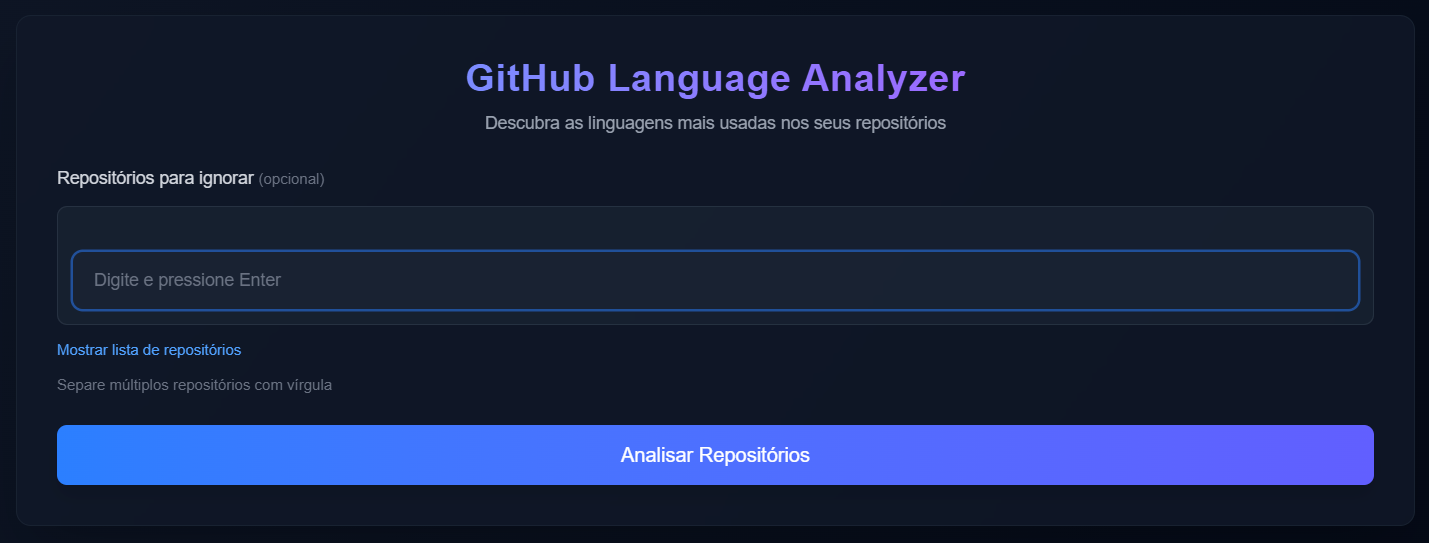 GitHub Language Analyzer
Descubra as linguagens mais usadas nos seus repositórios
Repositórios para ignorar (opcional)
Digite e pressione Enter
Mostrar lista de repositórios
Separe múltiplos repositórios com vírgula
Analisar Repositórios